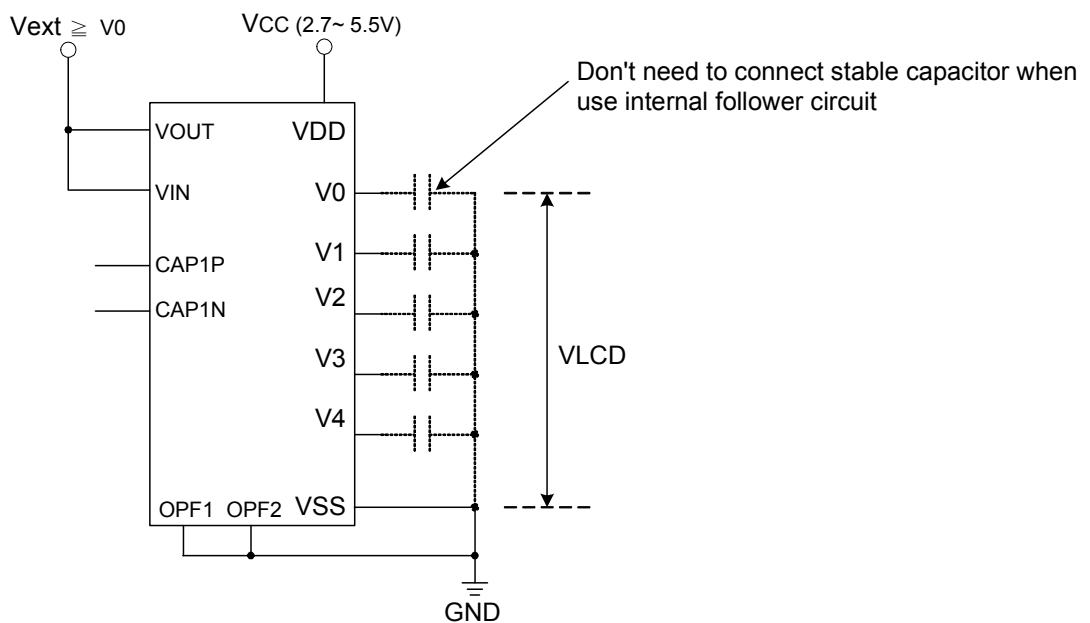 Vext ≧ V0
VCC (2.7~ 5.5V)
Don't need to connect stable capacitor when
use internal follower circuit
VOUT
VDD
VIN
V0
V1
CAP1P
V2
CAP1N
V3
VLCD
V4
OPF1 OPF2 VSS
GND